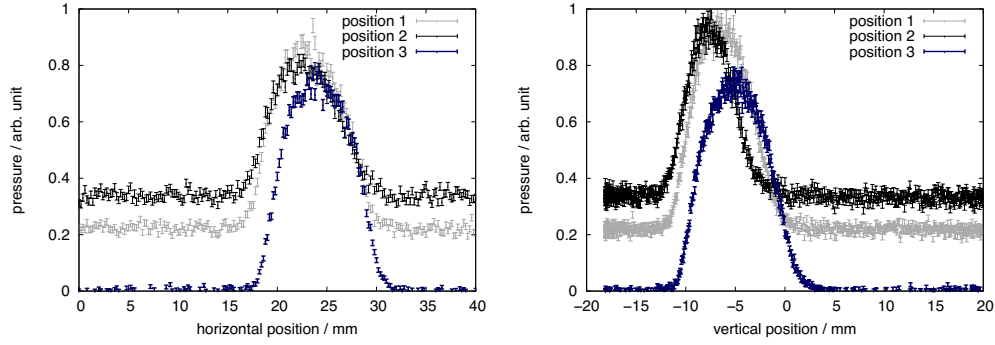 pressure / arb. unit
1
0.8
0.6
0.4
0.2
0
0 5 10 15 20 25 30 35 40
horizontal position / mm
position 1
position 2
position 3
pressure / arb. unit
1
0.8
0.6
0.4
0.2
0
−20 −15 −10 −5 0 5 10 15 20
vertical position / mm
position 1
position 2
position 3